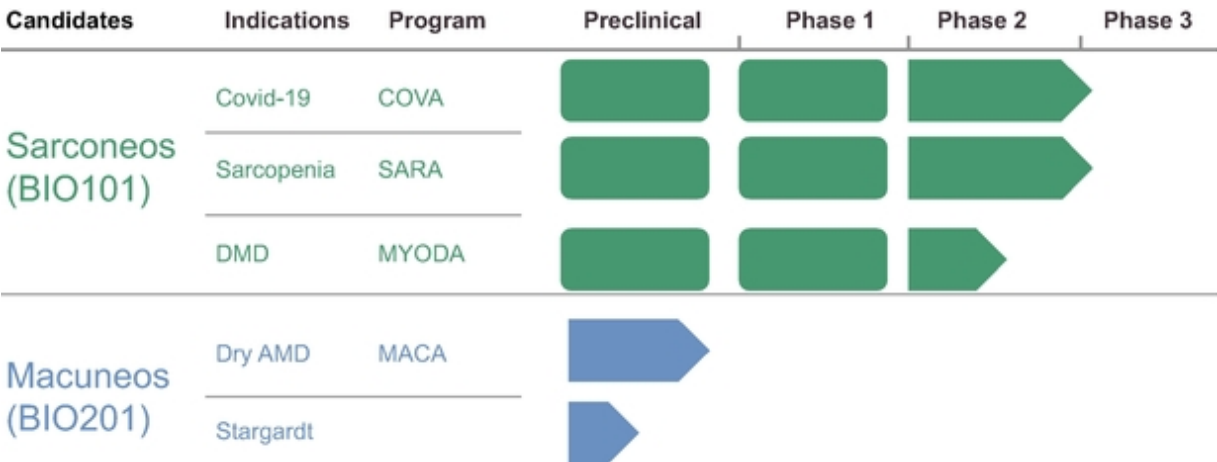 Candidates Indications Program Preclinical Phase 1 Phase 2 Phase 3
Covid-19 COVA
Sarconeos
(BIO101)
Sarcopenia SARA
DMD MYODA
Dry AMD MACA
Macuneos
(BIO201)
Stargardt